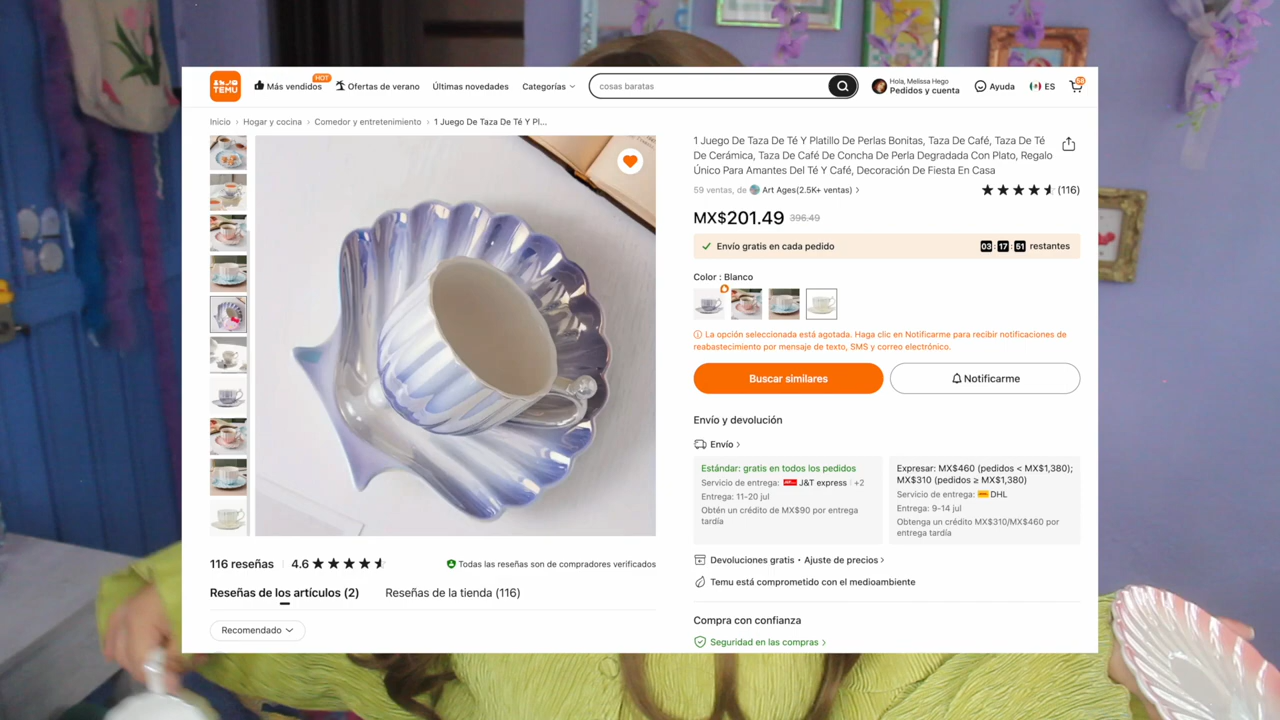 TEMU
Más vendidos
HOT
Ofertas de verano
Últimas novedades
Categorías
cosas baratas
Hola, Melissa Hego
Pedidos y cuenta
Ayuda
ES
Inicio › Hogar y cocina › Comedor y entretenimiento › 1 Juego De Taza De Té Y Pl...
1 Juego De Taza De Té Y Platillo De Perlas Bonitas, Taza De Café, Taza De Té
De Cerámica, Taza De Café De Concha De Perla Degradada Con Plato, Regalo
Único Para Amantes Del Té Y Café, Decoración De Fiesta En Casa
59 ventas, de Art Ages(2.5K+ ventas) ›
(116)
MX$201.49 396.49
Envío gratis en cada pedido
03:17:51 restantes
Color : Blanco
La opción seleccionada está agotada. Haga clic en Notificarme para recibir notificaciones de
reabastecimiento por mensaje de texto, SMS y correo electrónico.
Buscar similares
Notificarme
Envío y devolución
Envío ›
Estándar: gratis en todos los pedidos
Servicio de entrega: J&T express +2
Entrega: 11-20 jul
Obtén un crédito de MX$90 por entrega
tardía
Expresar: MX$460 (pedidos < MX$1,380);
MX$310 (pedidos ≥ MX$1,380)
Servicio de entrega: DHL
Entrega: 9-14 jul
Obtenga un crédito MX$310/MX$460 por
entrega tardía
Devoluciones gratis • Ajuste de precios ›
Temu está comprometido con el medioambiente
Compra con confianza
Seguridad en las compras ›
116 reseñas
4.6
Todas las reseñas son de compradores verificados
Reseñas de los artículos (2)
Reseñas de la tienda (116)
Recomendado